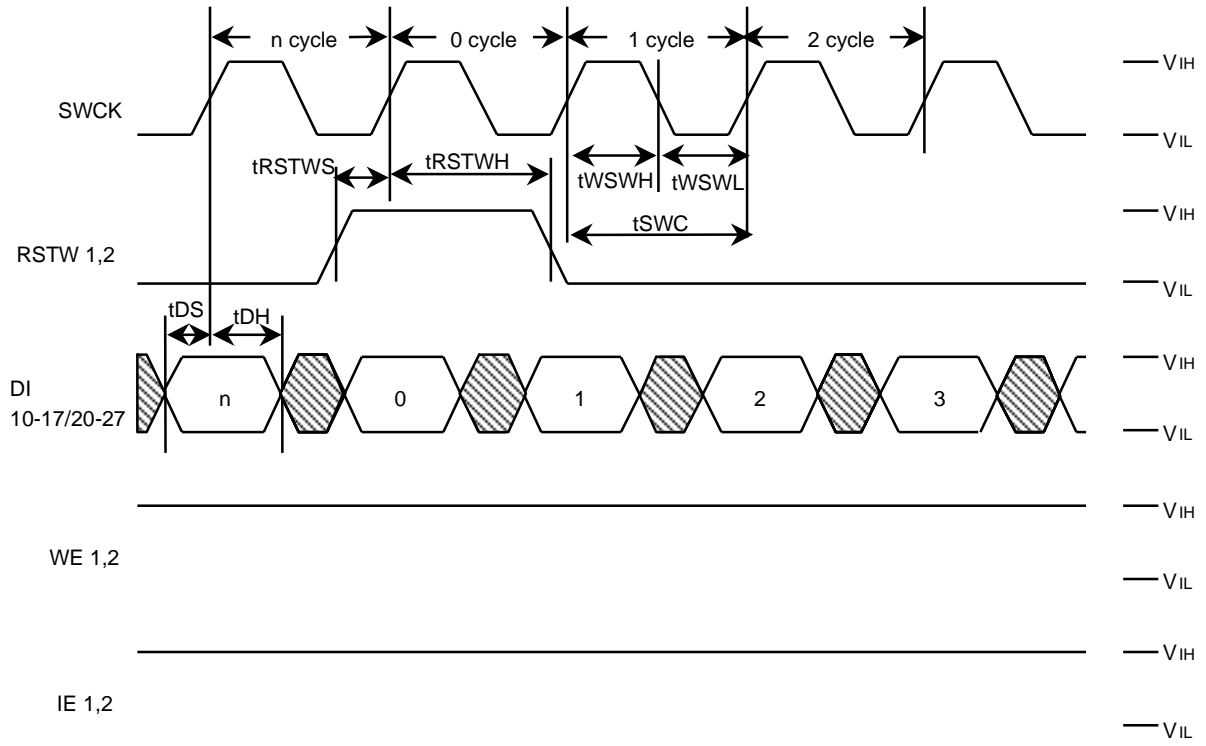 n cycle 0 cycle 1 cycle 2 cycle
VIH
SWCK
VIL
tRSTWS tRSTWH tWSWH tWSWL
VIH
tSWC
RSTW 1,2
VIL
tDS tDH
VIH
DI
10-17/20-27
n 0 1 2 3
VIL
VIH
WE 1,2
VIL
VIH
IE 1,2
VIL